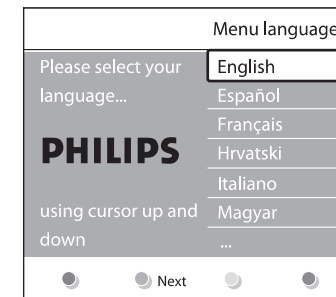 Menu language
Please select your
language...
PHILIPS
using cursor up and
down
English
Español
Français
Hrvatski
Italiano
Magyar
...
Next